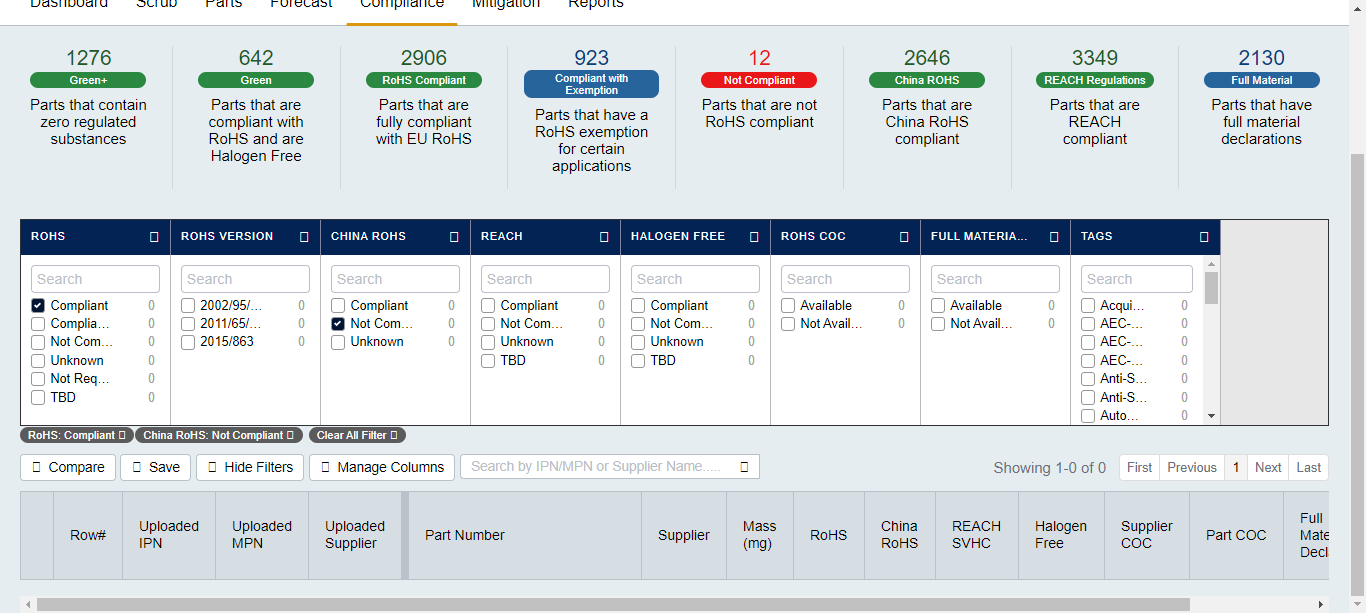 Dashboard Scrub Parts Forecast Compliance Mitigation Reports
1276 642 2906 923 12 2646 3349 2130
Green+ Green RoHS Compliant Compliant with Exemption Not Compliant China ROHS REACH Regulations Full Material
Parts that contain
zero regulated
substances
Parts that are
compliant with
RoHS and are
Halogen Free
Parts that are
fully compliant
with EU RoHS
Parts that have a
RoHS exemption
for certain
applications
Parts that are not
RoHS compliant
Parts that are
China RoHS
compliant
Parts that are
REACH
compliant
Parts that have
full material
declarations
ROHS ROHS VERSION CHINA ROHS REACH HALOGEN FREE ROHS COC FULL MATERIA... TAGS
Search Search Search Search Search Search Search Search
Compliant 0 2002/95/... 0 Compliant 0 Compliant 0 Compliant 0 Available 0 Available 0 Acqui... 0
Complia... 0 2011/65/... 0 Not Com... 0 Not Com... 0 Not Com... 0 Not Avail... 0 Not Avail... 0 AEC-... 0
Not Com... 0 2015/863 0 Unknown 0 Unknown 0 Unknown 0 AEC-... 0
Unknown 0 TBD 0 TBD 0 AEC-... 0
Not Req... 0 Anti-S... 0
TBD 0 Anti-S... 0
Auto... 0
RoHS: Compliant China RoHS: Not Compliant Clear All Filter
Compare Save Hide Filters Manage Columns Search by IPN/MPN or Supplier Name..... Showing 1-0 of 0 First Previous 1 Next Last
Row#
Uploaded
IPN
Uploaded
MPN
Uploaded
Supplier
Part Number
Supplier
Mass
(mg)
RoHS
China
RoHS
REACH
SVHC
Halogen
Free
Supplier
COC
Part COC
Full
Mate
Decl